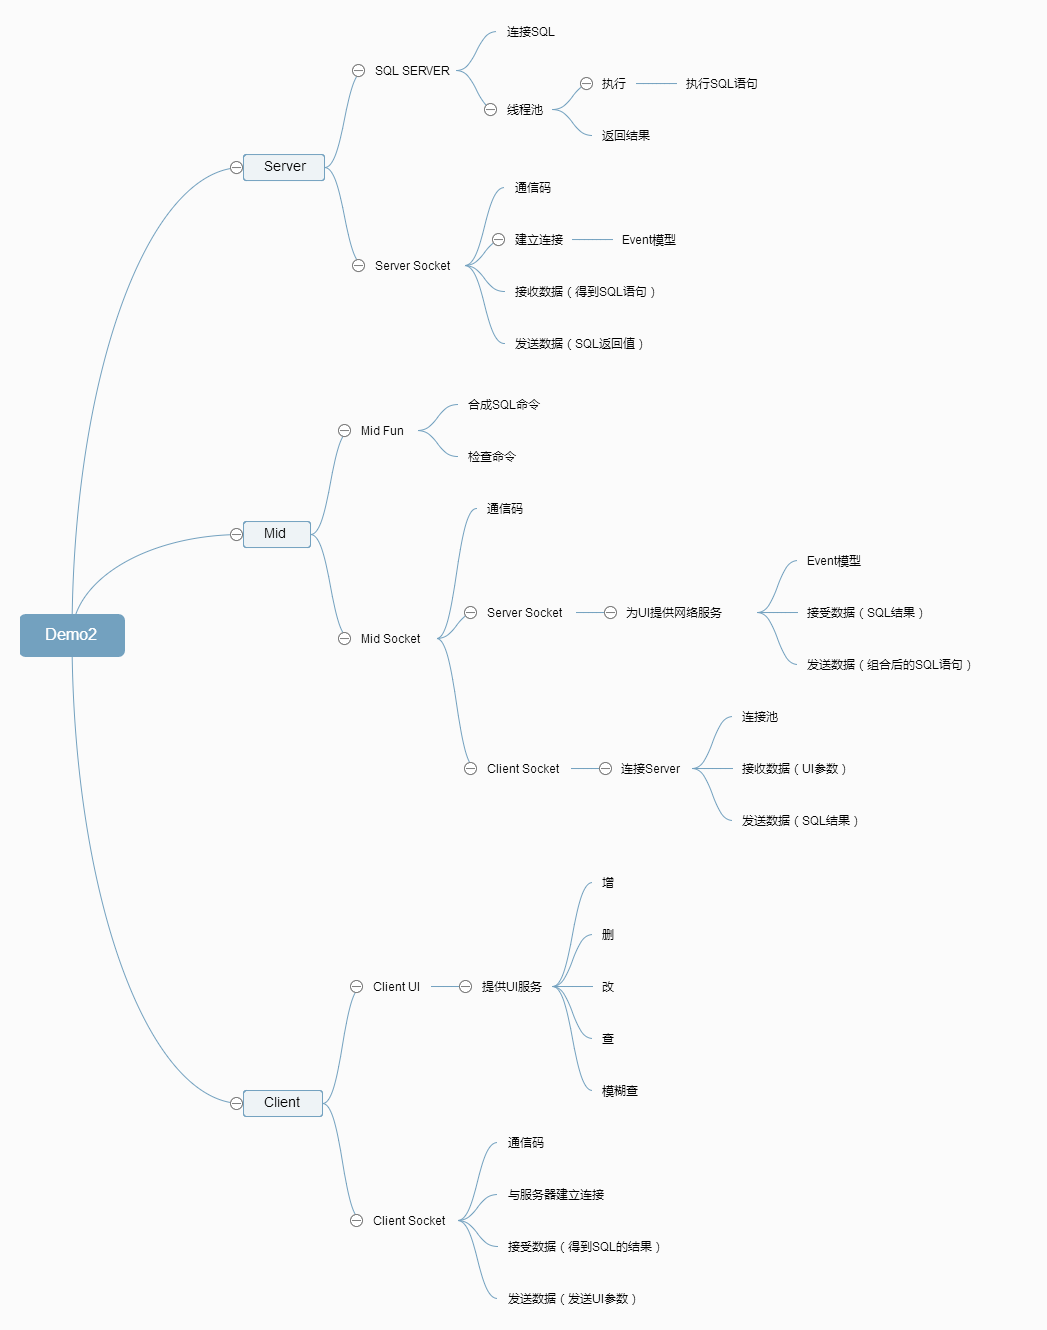 Demo2
Server
SQL SERVER
连接SQL
线程池
执行
执行SQL语句
返回结果
Server Socket
通信码
建立连接
Event模型
接收数据（得到SQL语句）
发送数据（SQL返回值）
Mid
Mid Fun
合成SQL命令
检查命令
Mid Socket
通信码
Server Socket
为UI提供网络服务
Event模型
接受数据（SQL结果）
发送数据（组合后的SQL语句）
Client Socket
连接Server
连接池
接收数据（UI参数）
发送数据（SQL结果）
Client
Client UI
提供UI服务
增
删
改
查
模糊查
Client Socket
通信码
与服务器建立连接
接受数据（得到SQL的结果）
发送数据（发送UI参数）